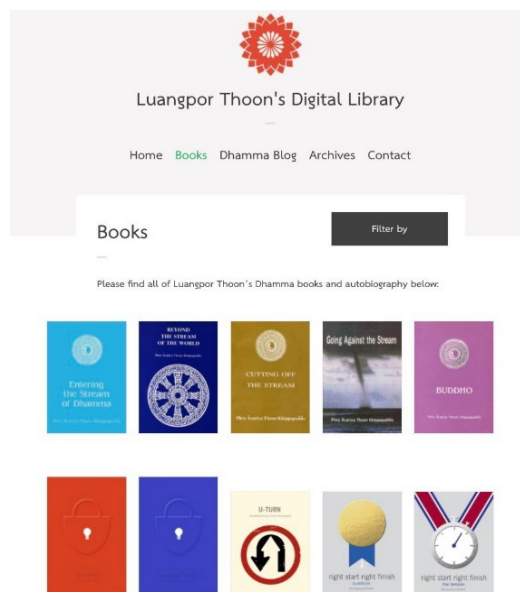 Luangpor Thoon's Digital Library
Home Books Dhamma Blog Archives Contact
Books
Filter by
Please find all of Luangpor Thoon's Dhamma books and autobiography below:
Entering
the Stream
of Dhamma
BEYOND
THE STREAM
OF THE WORLD
CUTTING OFF
THE STREAM
Going Against the Stream
BUDDHO
U-TURN
right start right finish
right start right finish